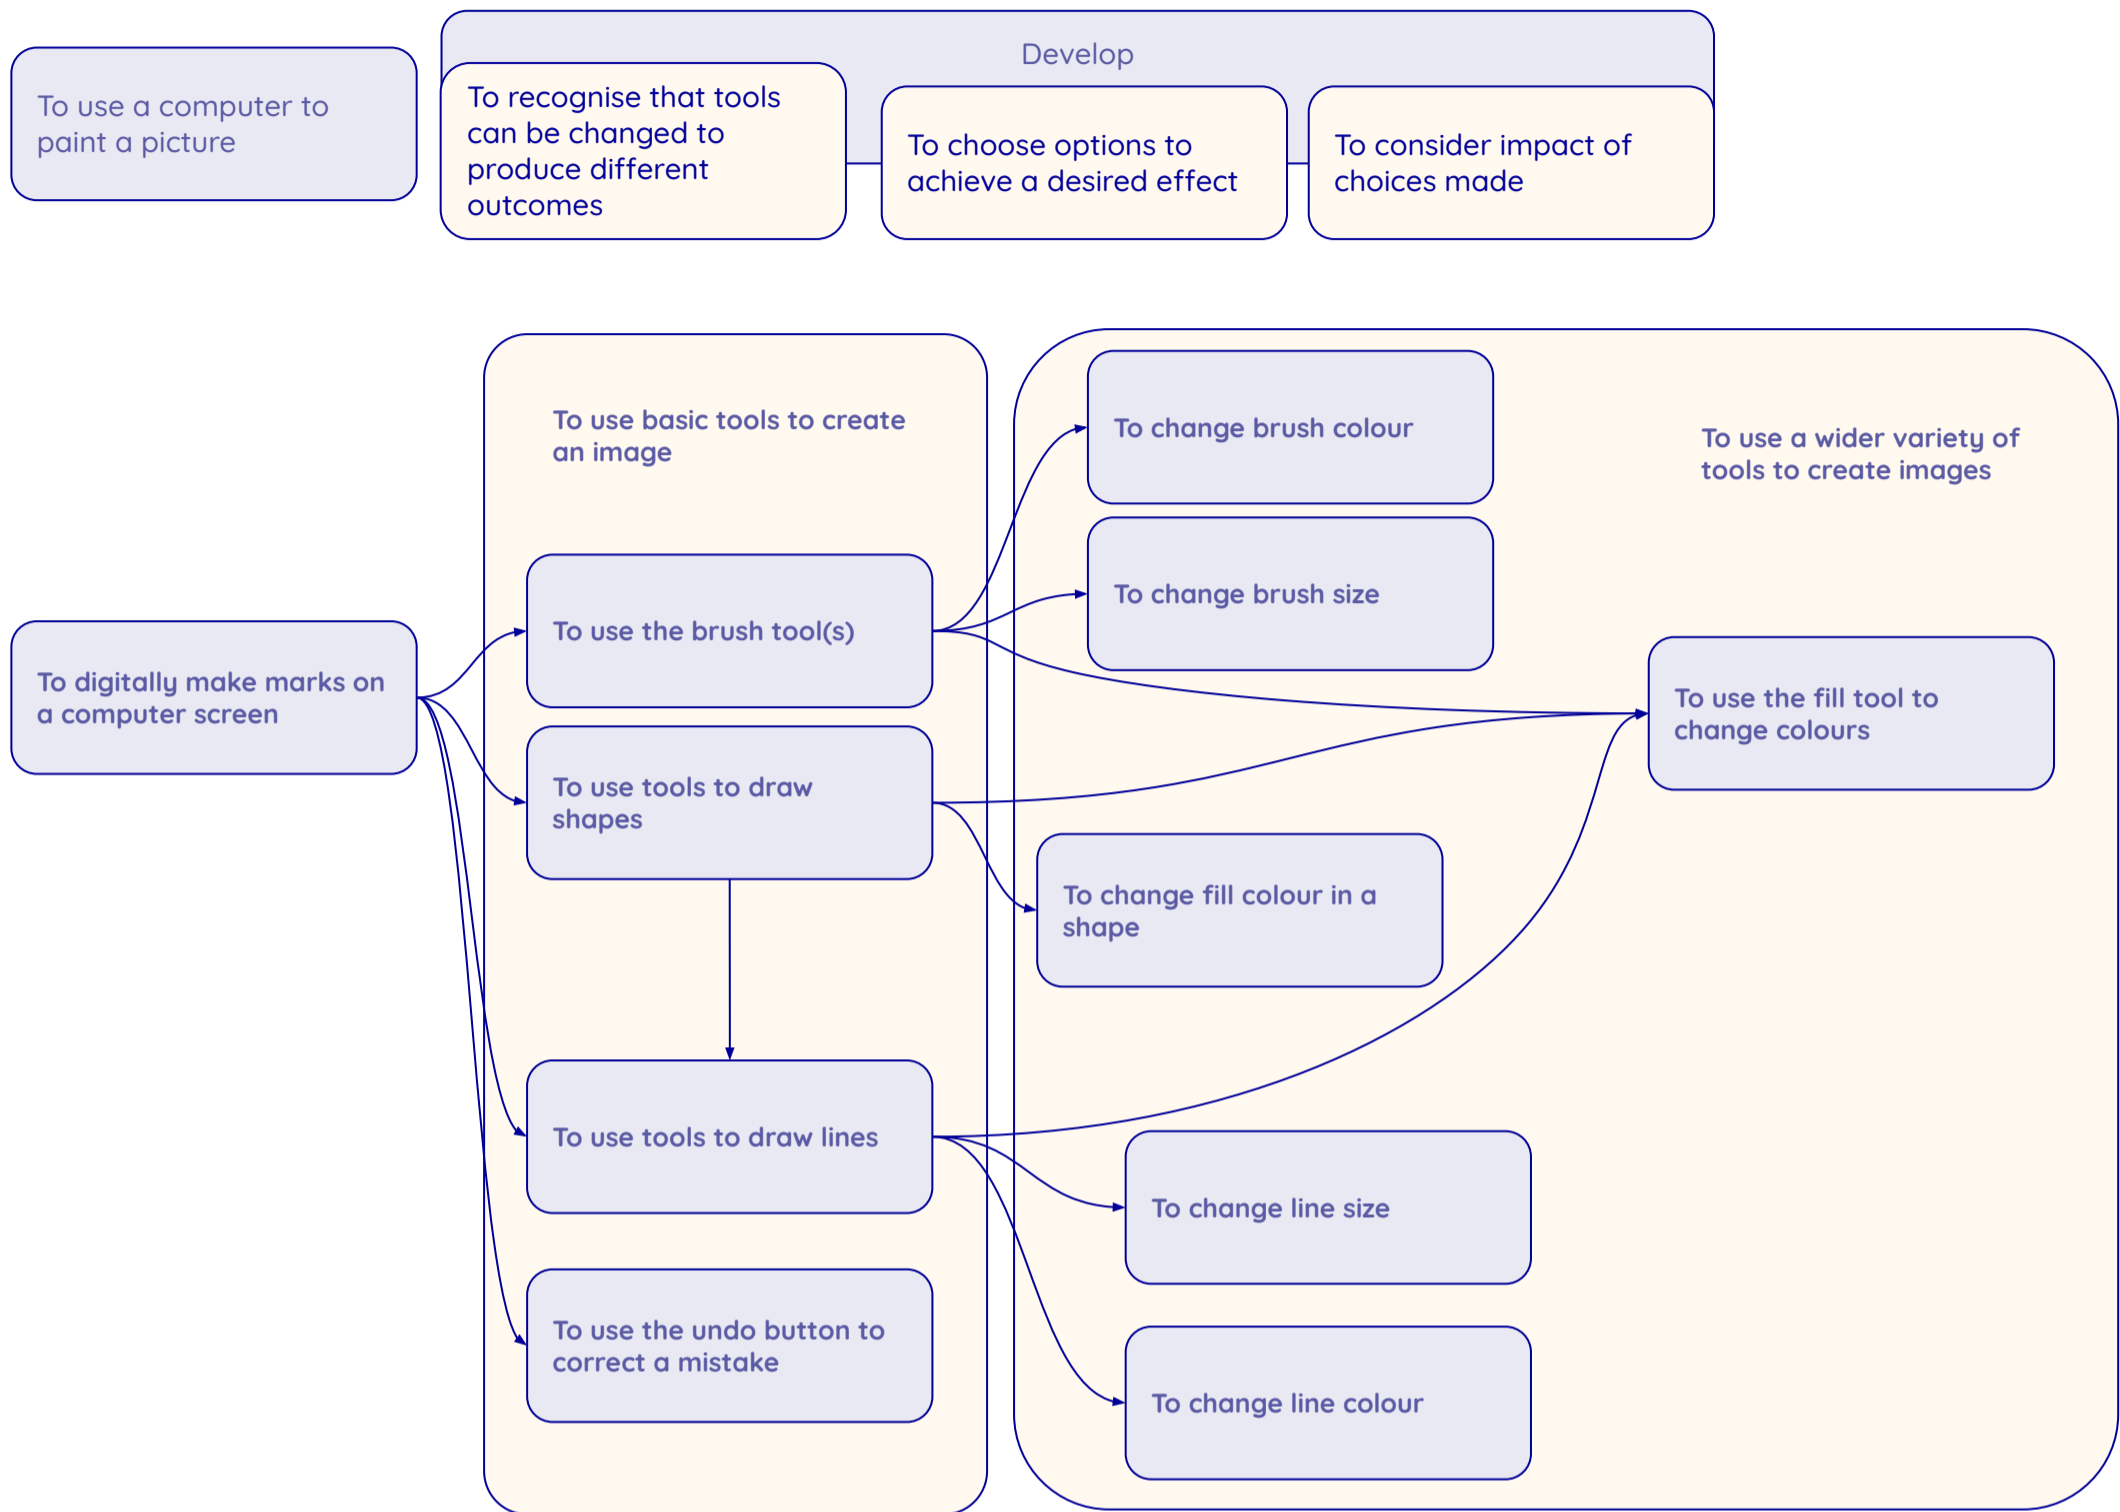 To use a computer to
paint a picture
Develop
To recognise that tools
can be changed to
produce different
outcomes
To choose options to
achieve a desired effect
To consider impact of
choices made
To use basic tools to create
an image
To change brush colour
To use a wider variety of
tools to create images
To change brush size
To use the brush tool(s)
To digitally make marks on
a computer screen
To use the fill tool to
change colours
To use tools to draw
shapes
To change fill colour in a
shape
To use tools to draw lines
To change line size
To use the undo button to
correct a mistake
To change line colour